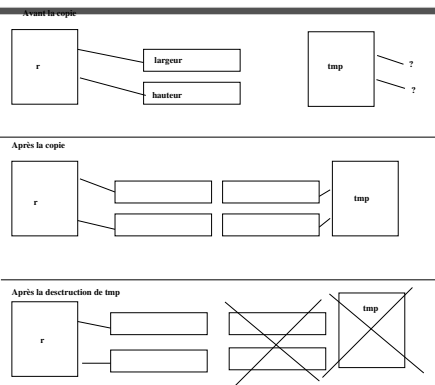 Avant la copie
r
largeur
hauteur
tmp
?
?
Après la copie
r
tmp
Après la desctruction de tmp
r
tmp